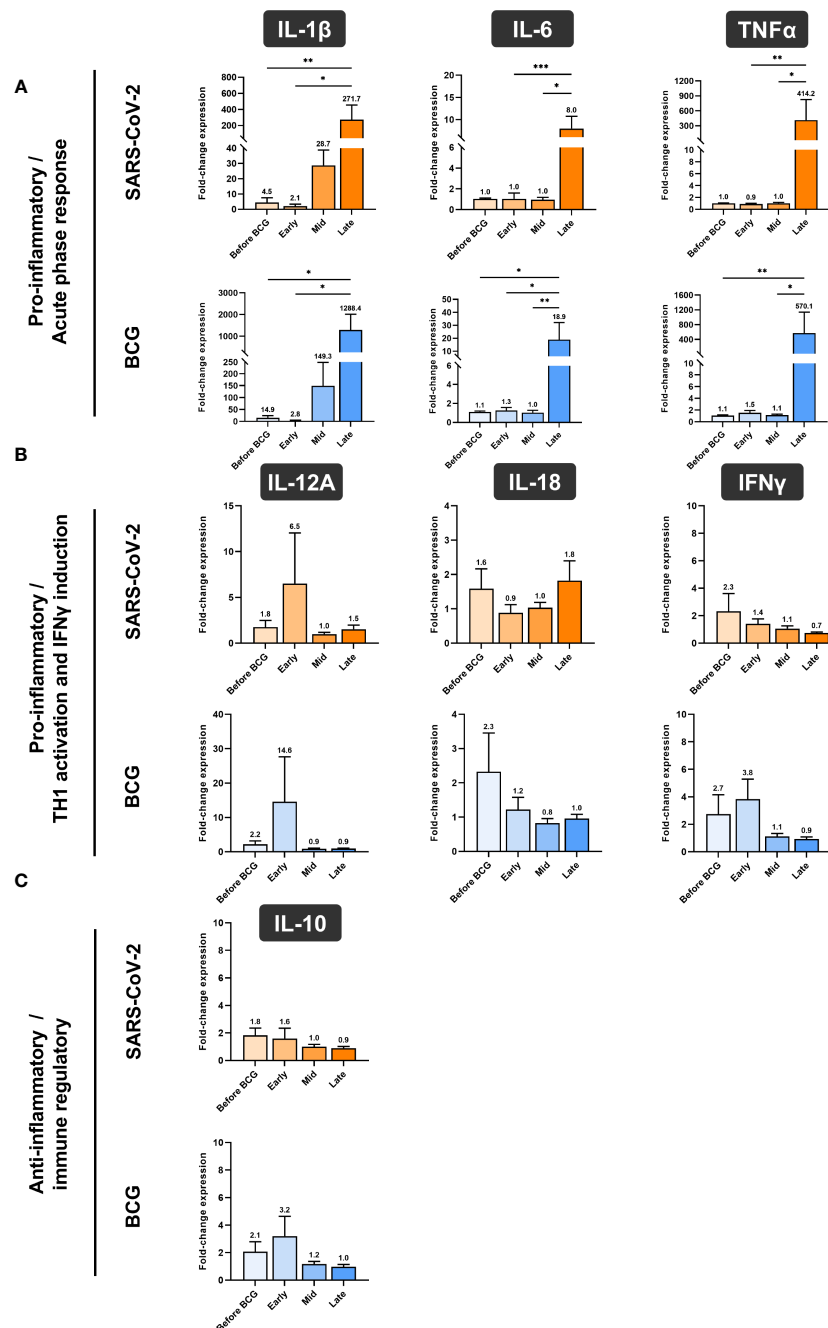 IL-1β
IL-6
TNFα
A
Pro-inflammatory /
Acute phase response
SARS-CoV-2
Fold-change expression
800
600
400
200
40
30
20
10
0
**
*
4.5
2.1
28.7
271.7
Before BCG
Early
Mid
Late
Fold-change expression
20
15
10
6
4
2
0
***
*
1.0
1.0
1.0
8.0
Before BCG
Early
Mid
Late
Fold-change expression
1200
900
600
300
10
8
6
4
2
0
**
*
1.0
0.9
1.0
414.2
Before BCG
Early
Mid
Late
BCG
Fold-change expression
3000
2000
1000
250
200
150
100
50
0
*
*
14.9
2.8
149.3
1288.4
Before BCG
Early
Mid
Late
Fold-change expression
50
40
30
20
10
6
4
2
0
*
*
**
1.1
1.3
1.0
18.9
Before BCG
Early
Mid
Late
Fold-change expression
1600
1200
800
400
10
8
6
4
2
0
**
*
1.1
1.5
1.1
570.1
Before BCG
Early
Mid
Late
B
IL-12A
IL-18
IFNγ
Pro-inflammatory /
TH1 activation and IFNγ induction
SARS-CoV-2
Fold-change expression
15
10
5
0
1.8
6.5
1.0
1.5
Before BCG
Early
Mid
Late
Fold-change expression
4
3
2
1
0
1.6
0.9
1.0
1.8
Before BCG
Early
Mid
Late
Fold-change expression
10
8
6
4
2
0
2.3
1.4
1.1
0.7
Before BCG
Early
Mid
Late
BCG
Fold-change expression
40
30
20
10
0
2.2
14.6
0.9
0.9
Before BCG
Early
Mid
Late
Fold-change expression
4
3
2
1
0
2.3
1.2
0.8
1.0
Before BCG
Early
Mid
Late
Fold-change expression
10
8
6
4
2
0
2.7
3.8
1.1
0.9
Before BCG
Early
Mid
Late
C
IL-10
Anti-inflammatory /
immune regulatory
SARS-CoV-2
Fold-change expression
10
8
6
4
2
0
1.8
1.6
1.0
0.9
Before BCG
Early
Mid
Late
BCG
Fold-change expression
10
8
6
4
2
0
2.1
3.2
1.2
1.0
Before BCG
Early
Mid
Late